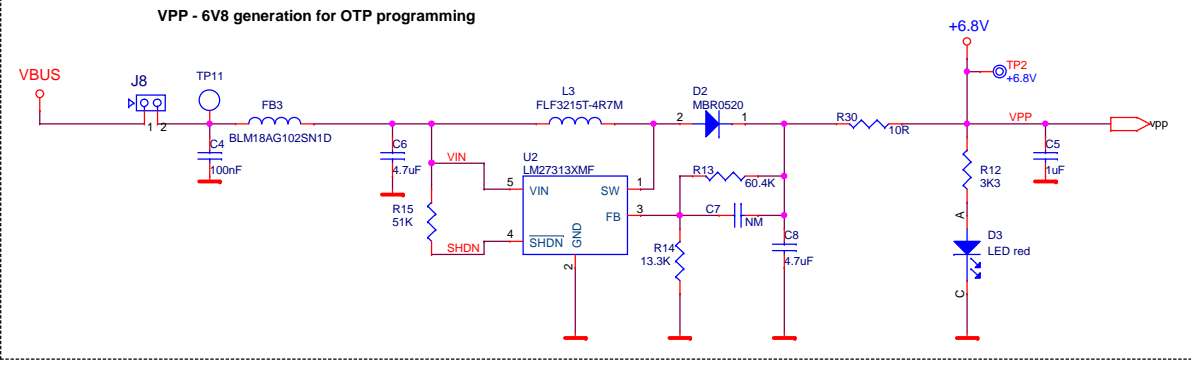 VPP - 6V8 generation for OTP programming
+6.8V
TP2
+6.8V
VBUS
J8
TP11
FB3
BLM18AG102SN1D
L3
FLF3215T-4R7M
D2
MBR0520
2
1
R30
10R
VPP
vpp
1 2
C4
100nF
C6
4.7uF
VIN
U2
LM27313XMF
5
VIN
SW
1
R13
60.4K
C5
1uF
R12
3K3
R15
51K
FB
3
C7
NM
A
4
SHDN
SHDN
GND
2
R14
13.3K
C8
4.7uF
D3
LED red
C